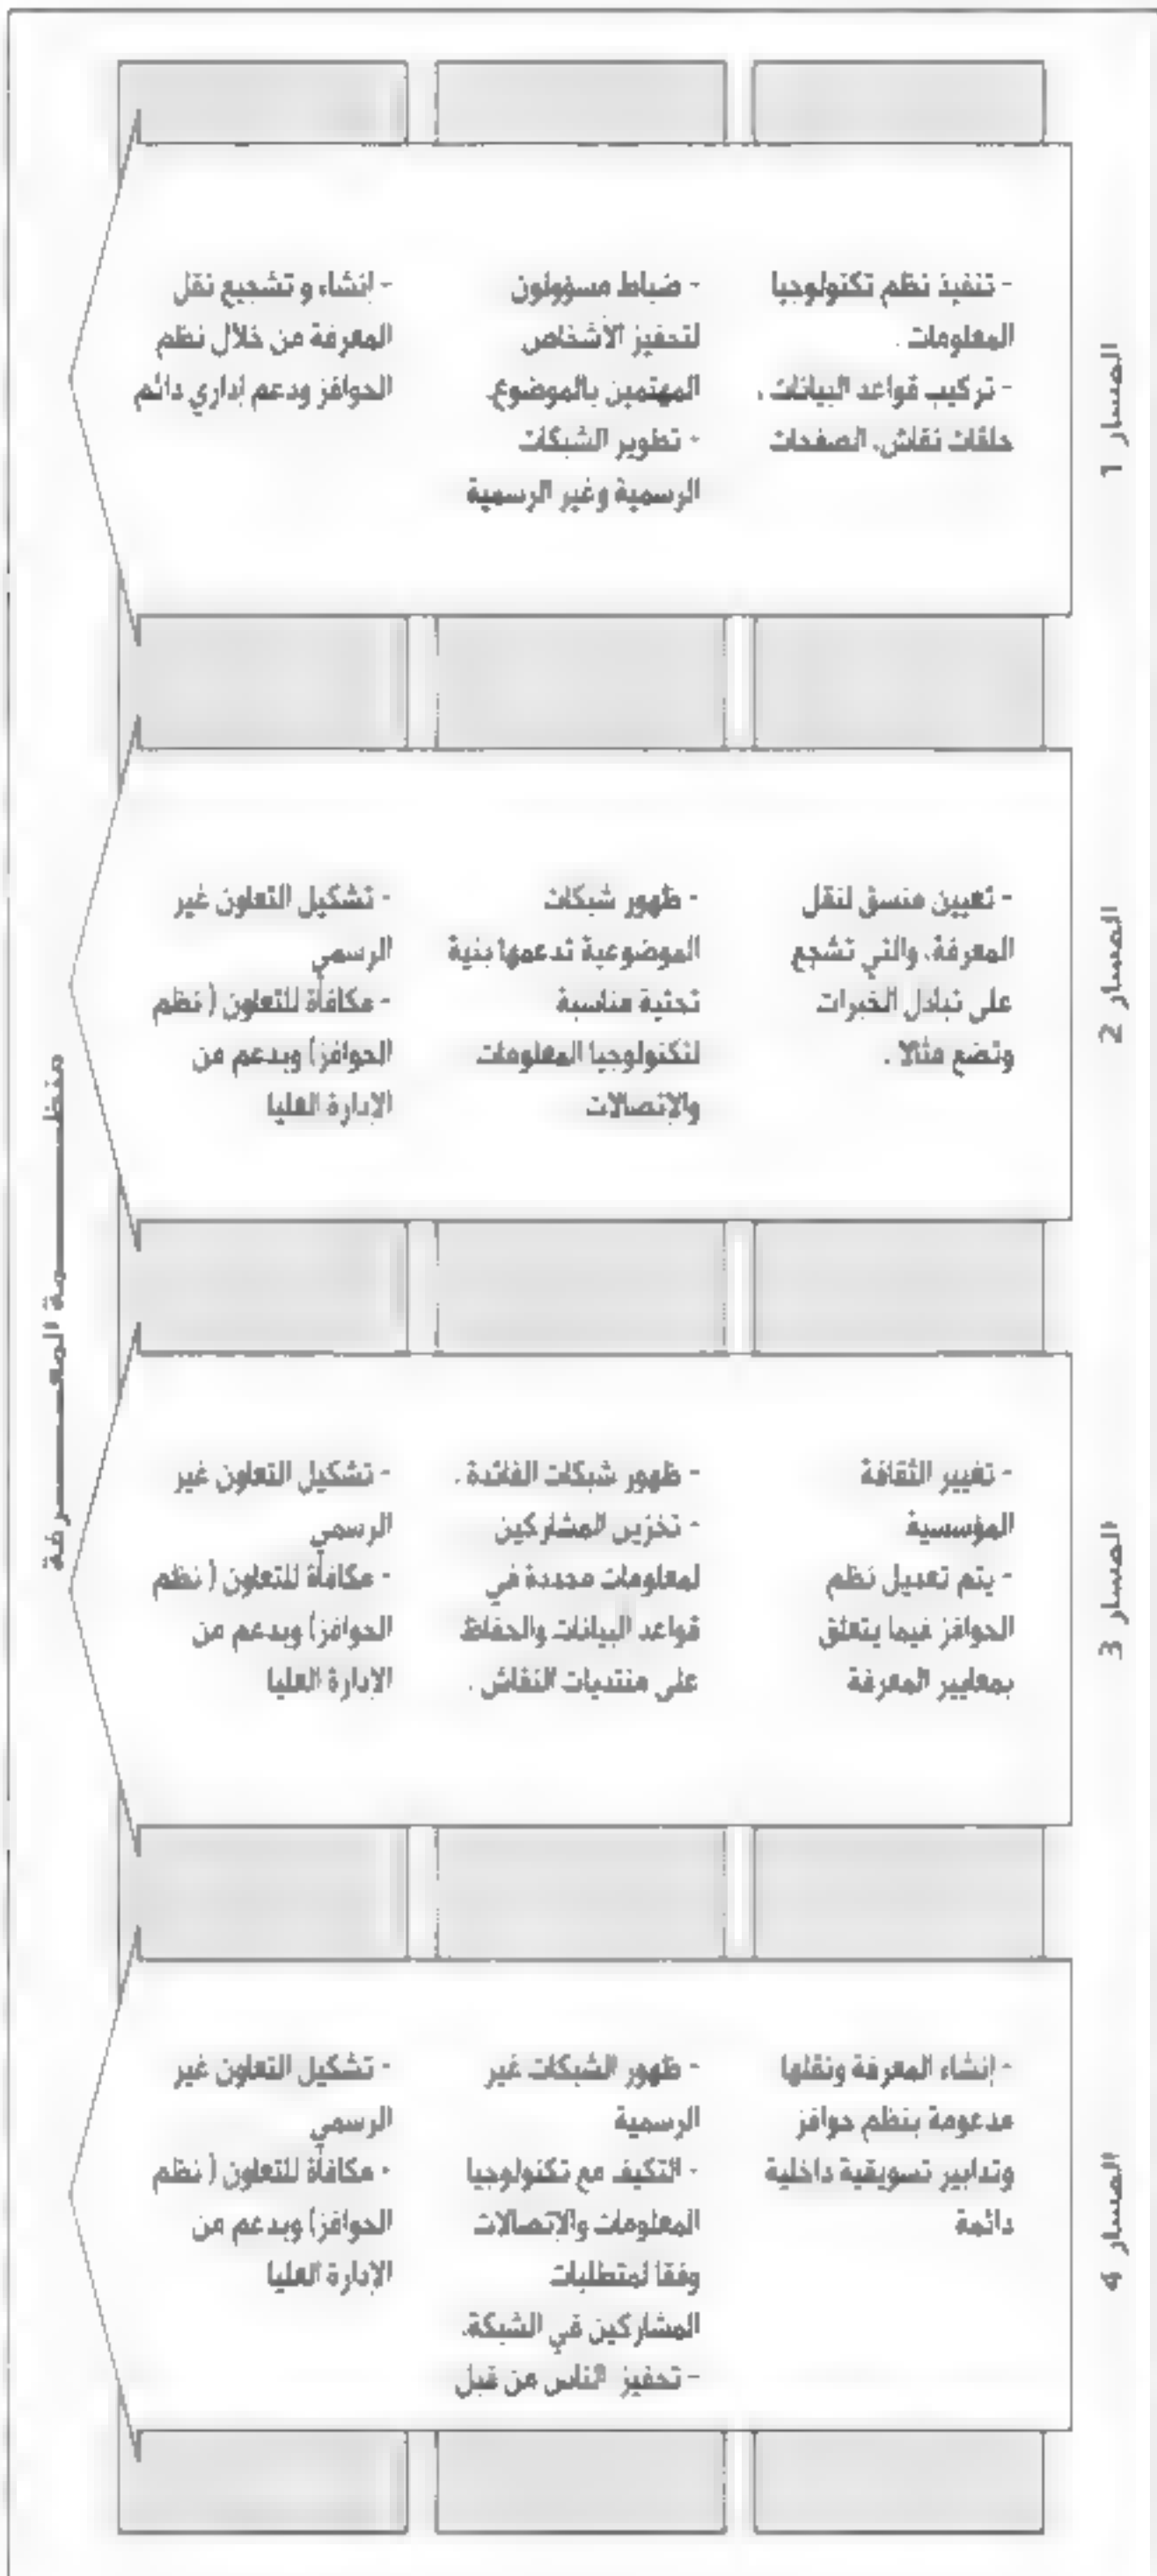 المسار 1
- تنفيذ نظم تكنولوجيا
المعلومات .
- تركيب قواعد البيانات ،
حلقات نقاش، الصفحات
- ضباط مسؤولون
لتحفيز الأشخاص
المهتمين بالموضوع.
- تطوير الشبكات
الرسمية وغير الرسمية
- إنشاء و تشجيع نقل
المعرفة من خلال نظم
الحوافز ودعم إداري دائم
المسار 2
- تعيين منسق لنقل
المعرفة، والتي تشجع
على تبادل الخبرات
وتضع مثالا .
- ظهور شبكات
الموضوعية تدعمها بنية
تحتية مناسبة
لتكنولوجيا المعلومات
والإتصالات
- تشكيل التعاون غير
الرسمي
- مكافأة للتعاون ( نظم
الحوافز) وبدعم من
الإدارة العليا
المسار 3
- تغيير الثقافة
المؤسسية
- يتم تعديل نظم
الحوافز فيما يتعلق
بمعايير المعرفة
- ظهور شبكات الفائدة .
- تخزين المشاركين
لمعلومات محددة في
قواعد البيانات والحفاظ
على منتديات النقاش .
- تشكيل التعاون غير
الرسمي
- مكافأة للتعاون ( نظم
الحوافز) وبدعم من
الإدارة العليا
المسار 4
- إنشاء المعرفة ونقلها
مدعومة بنظم حوافز
وتدابير تسويقية داخلية
دائمة
- ظهور الشبكات غير
الرسمية
- التكيف مع تكنولوجيا
المعلومات والإتصالات
وفقا لمتطلبات
المشاركين في الشبكة.
- تحفيز الناس من قبل
- تشكيل التعاون غير
الرسمي
- مكافأة للتعاون ( نظم
الحوافز) وبدعم من
الإدارة العليا
منظـــــــمة المعـــــــرفة